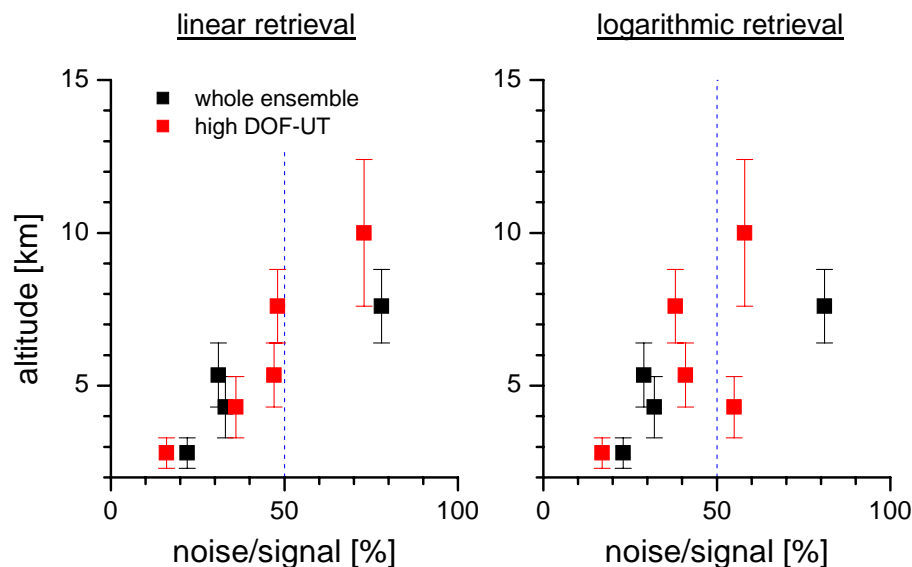 linear retrieval
logarithmic retrieval
15
whole ensemble
high DOF-UT
10
5
altitude [km]
0
50
100
noise/signal [%]
15
10
5
0
50
100
noise/signal [%]